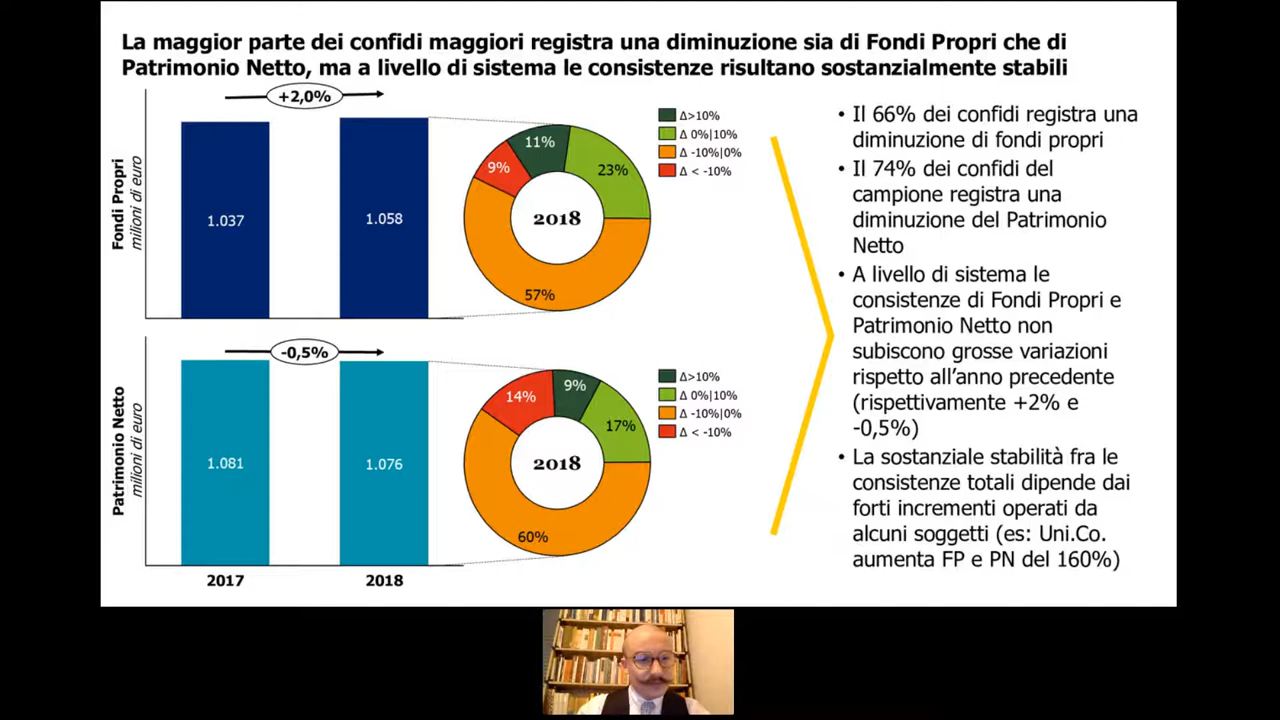 La maggior parte dei confidi maggiori registra una diminuzione sia di Fondi Propri che di
Patrimonio Netto, ma a livello di sistema le consistenze risultano sostanzialmente stabili
+2,0%
Fondi Propri
milioni di euro
1.037
1.058
11%
23%
9%
57%
2018
Δ>10%
Δ 0%|10%
Δ -10%|0%
Δ < -10%
-0,5%
Patrimonio Netto
milioni di euro
1.081
1.076
2017
2018
14%
9%
17%
60%
2018
Δ>10%
Δ 0%|10%
Δ -10%|0%
Δ < -10%
• Il 66% dei confidi registra una
diminuzione di fondi propri
• Il 74% dei confidi del
campione registra una
diminuzione del Patrimonio
Netto
• A livello di sistema le
consistenze di Fondi Propri e
Patrimonio Netto non
subiscono grosse variazioni
rispetto all'anno precedente
(rispettivamente +2% e
-0,5%)
• La sostanziale stabilità fra le
consistenze totali dipende dai
forti incrementi operati da
alcuni soggetti (es: Uni.Co.
aumenta FP e PN del 160%)